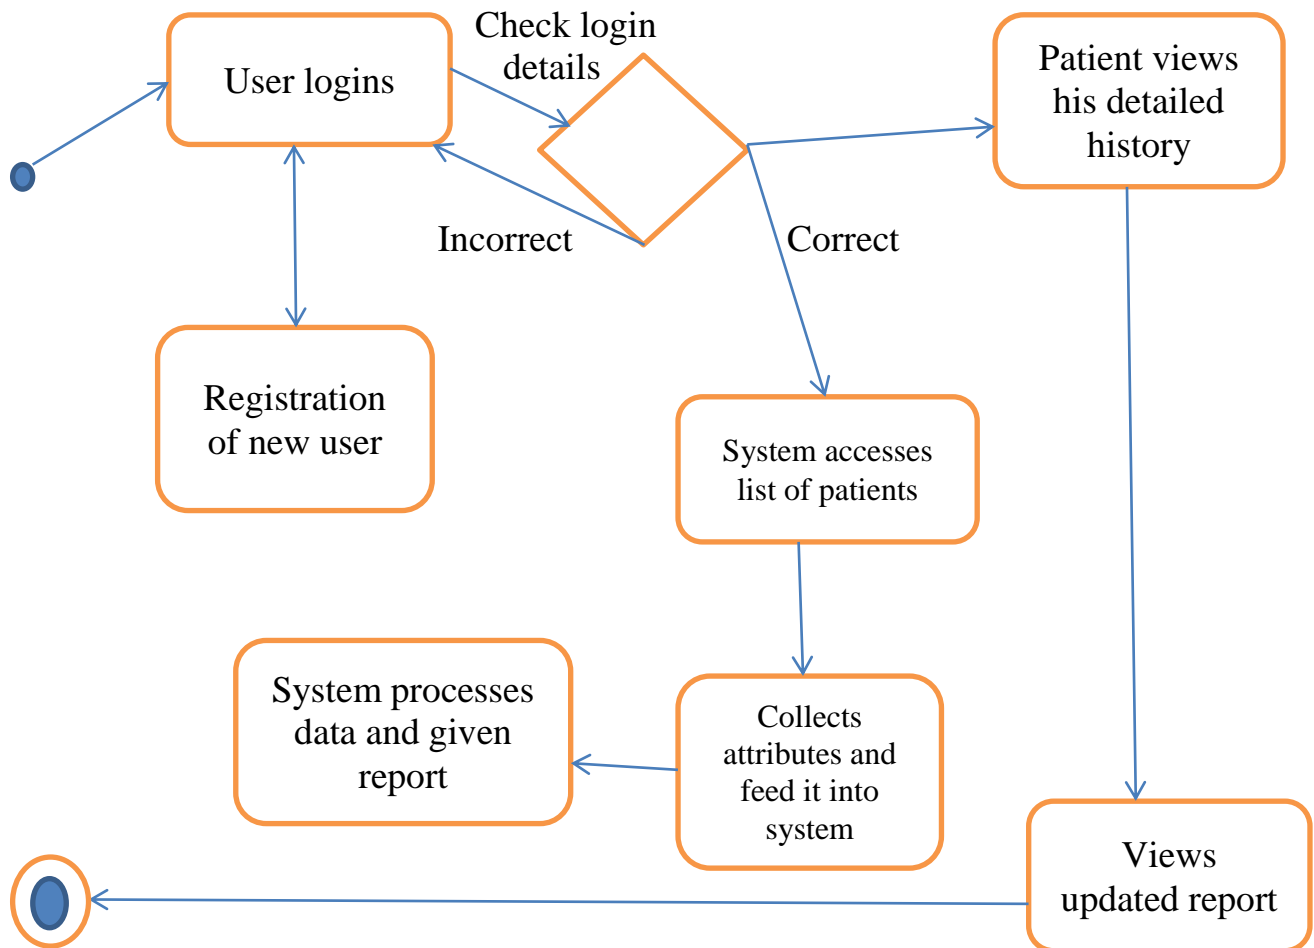 User logins
Check login
details
Patient views
his detailed
history
Incorrect
Correct
Registration
of new user
System accesses
list of patients
System processes
data and given
report
Collects
attributes and
feed it into
system
Views
updated report